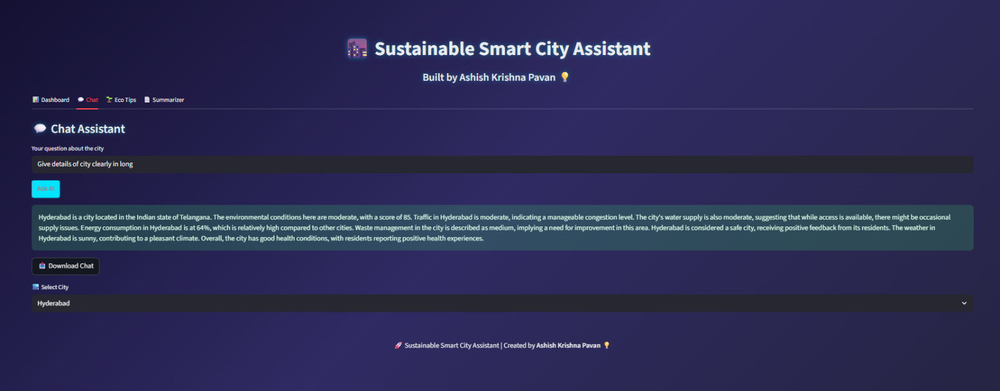 Sustainable Smart City Assistant
Built by Ashish Krishna Pavan
Dashboard Chat Eco Tips Summarizer
Chat Assistant
Your question about the city
Give details of city clearly in long
Ask AI
Hyderabad is a city located in the Indian state of Telangana. The environmental conditions here are moderate, with a score of 85. Traffic in Hyderabad is moderate, indicating a manageable congestion level. The city's water supply is also moderate, suggesting that while access is available, there might be occasional
supply issues. Energy consumption in Hyderabad is at 64%, which is relatively high compared to other cities. Waste management in the city is described as medium, implying a need for improvement in this area. Hyderabad is considered a safe city, receiving positive feedback from its residents. The weather in
Hyderabad is sunny, contributing to a pleasant climate. Overall, the city has good health conditions, with residents reporting positive health experiences.
Download Chat
Select City
Hyderabad
Sustainable Smart City Assistant | Created by Ashish Krishna Pavan